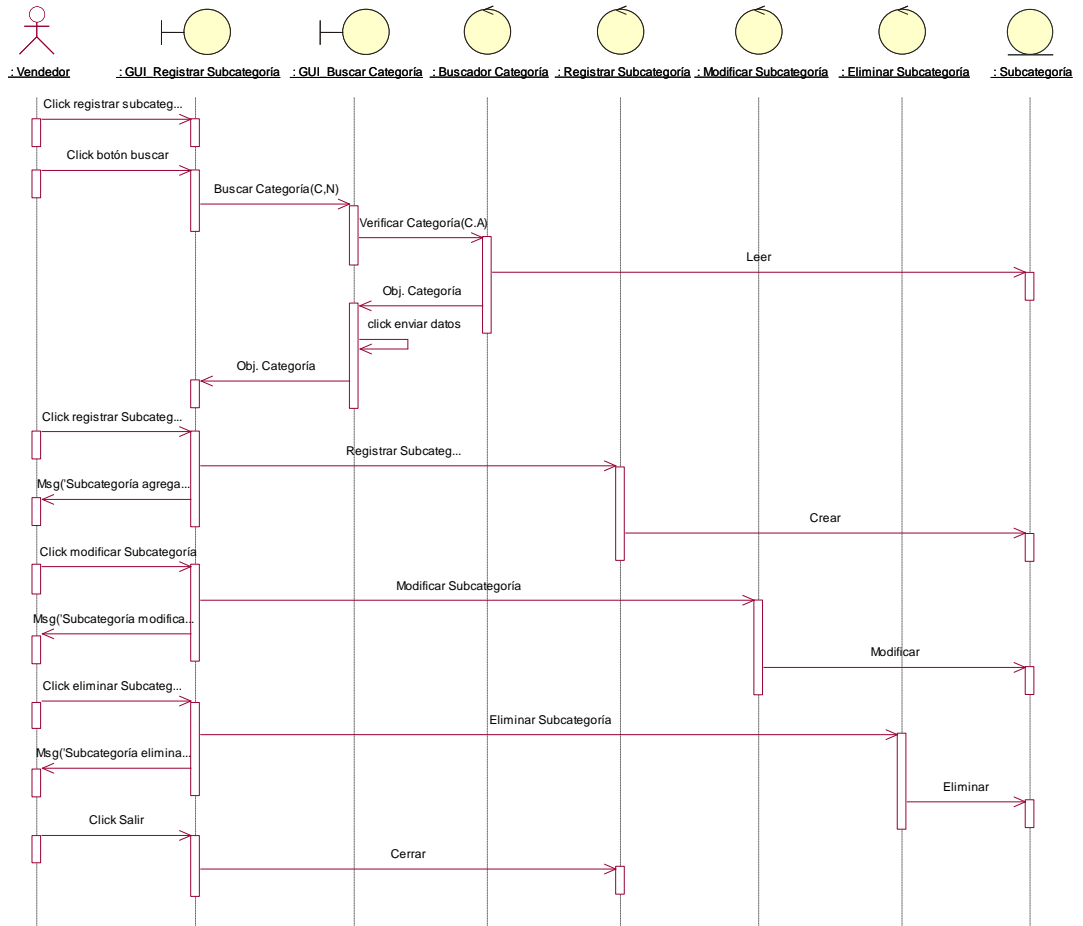 : Vendedor
: GUI_Registrar Subcategoría
: GUI_Buscar Categoría
: Buscador Categoría
: Registrar Subcategoría
: Modificar Subcategoría
: Eliminar Subcategoría
: Subcategoría
Click registrar subcateg...
Click botón buscar
Buscar Categoría(C,N)
Verificar Categoría(C.A)
Leer
Obj. Categoría
click enviar datos
Obj. Categoría
Click registrar Subcateg...
Registrar Subcateg...
Msg('Subcategoría agrega...
Crear
Click modificar Subcategoría
Modificar Subcategoría
Msg('Subcategoría modifica...
Modificar
Click eliminar Subcateg...
Eliminar Subcategoría
Msg('Subcategoría elimina...
Eliminar
Click Salir
Cerrar